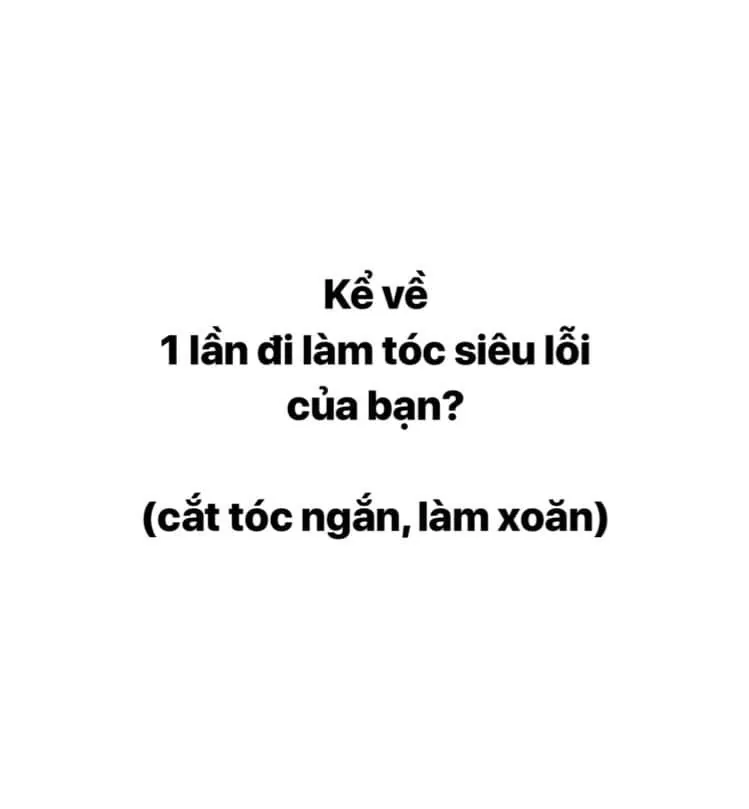 Kể về
1 lần đi làm tóc siêu lỗi
của bạn?
(cắt tóc ngắn, làm xoăn)